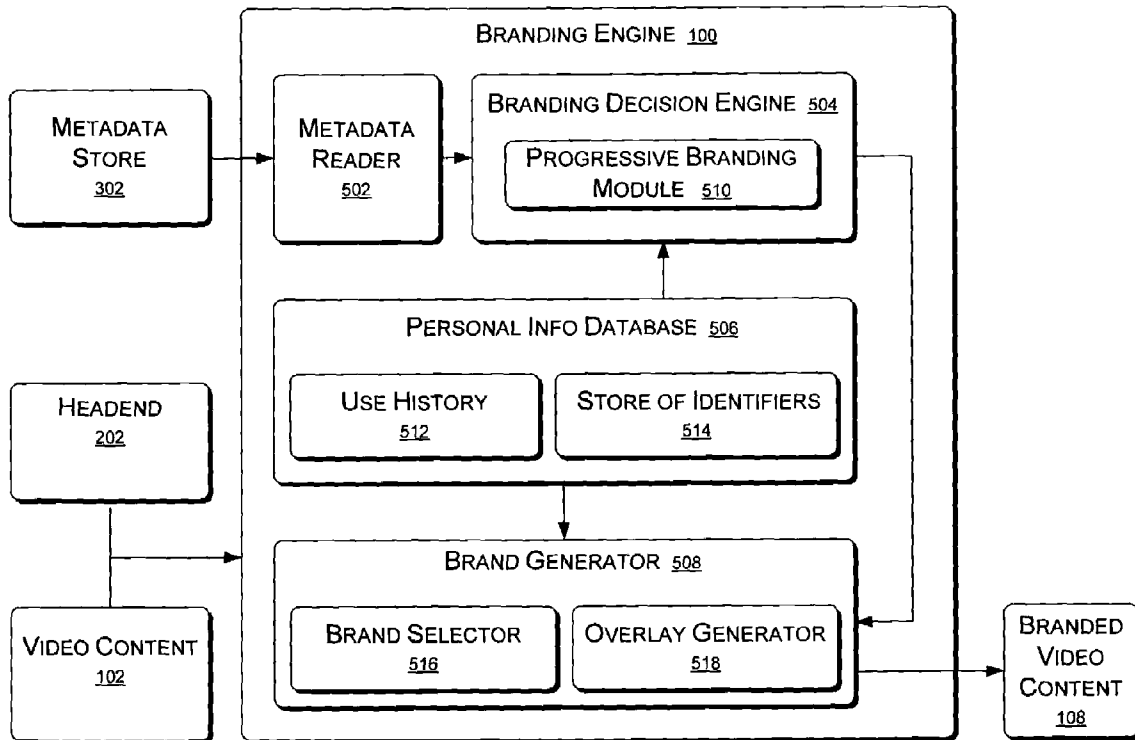 BRANDING ENGINE 100
METADATA
STORE
302
METADATA
READER
502
BRANDING DECISION ENGINE 504
PROGRESSIVE BRANDING
MODULE 510
PERSONAL INFO DATABASE 506
USE HISTORY
512
STORE OF IDENTIFIERS
514
HEADEND
202
VIDEO CONTENT
102
BRAND GENERATOR 508
BRAND SELECTOR
516
OVERLAY GENERATOR
518
BRANDED
VIDEO
CONTENT
108